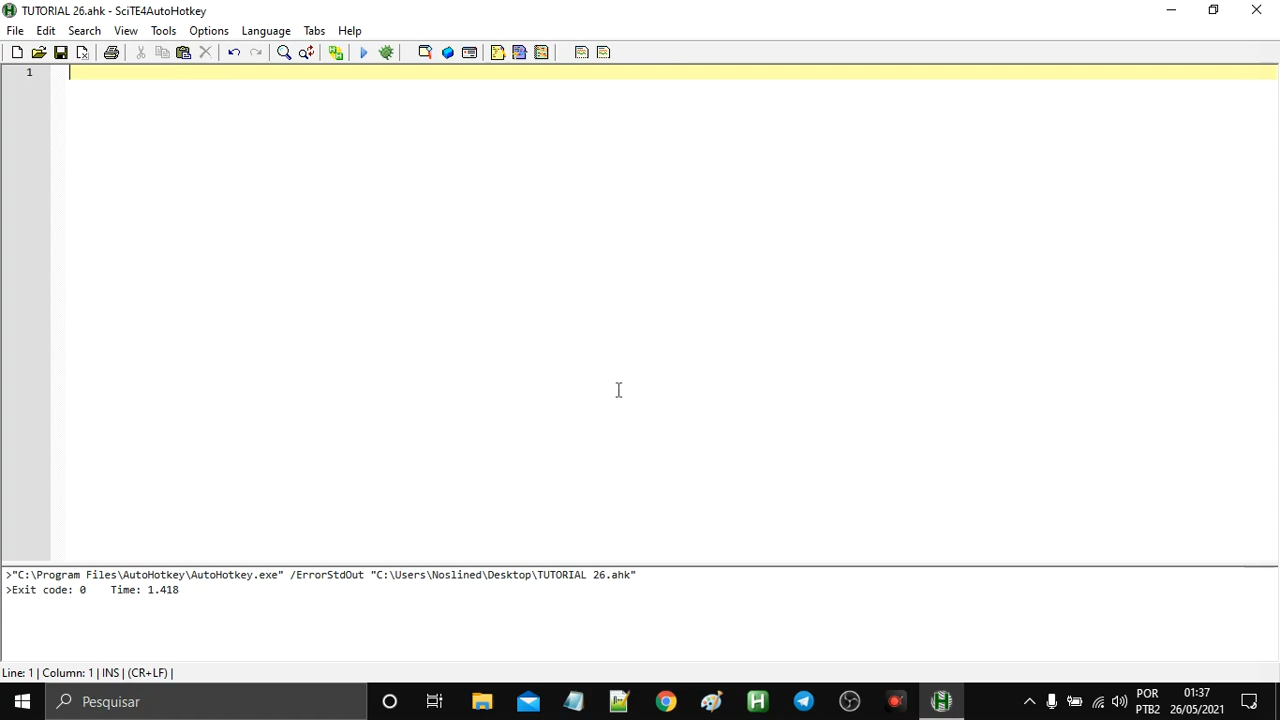 TUTORIAL 26.ahk - SciTE4AutoHotkey
File Edit Search View Tools Options Language Tabs Help
1
>"C:\Program Files\AutoHotkey\AutoHotkey.exe" /ErrorStdOut "C:\Users\Noslined\Desktop\TUTORIAL 26.ahk"
>Exit code: 0    Time: 1.418
Line: 1 | Column: 1 | INS | (CR+LF) |
Pesquisar
POR
PTB2
01:37
26/05/2021